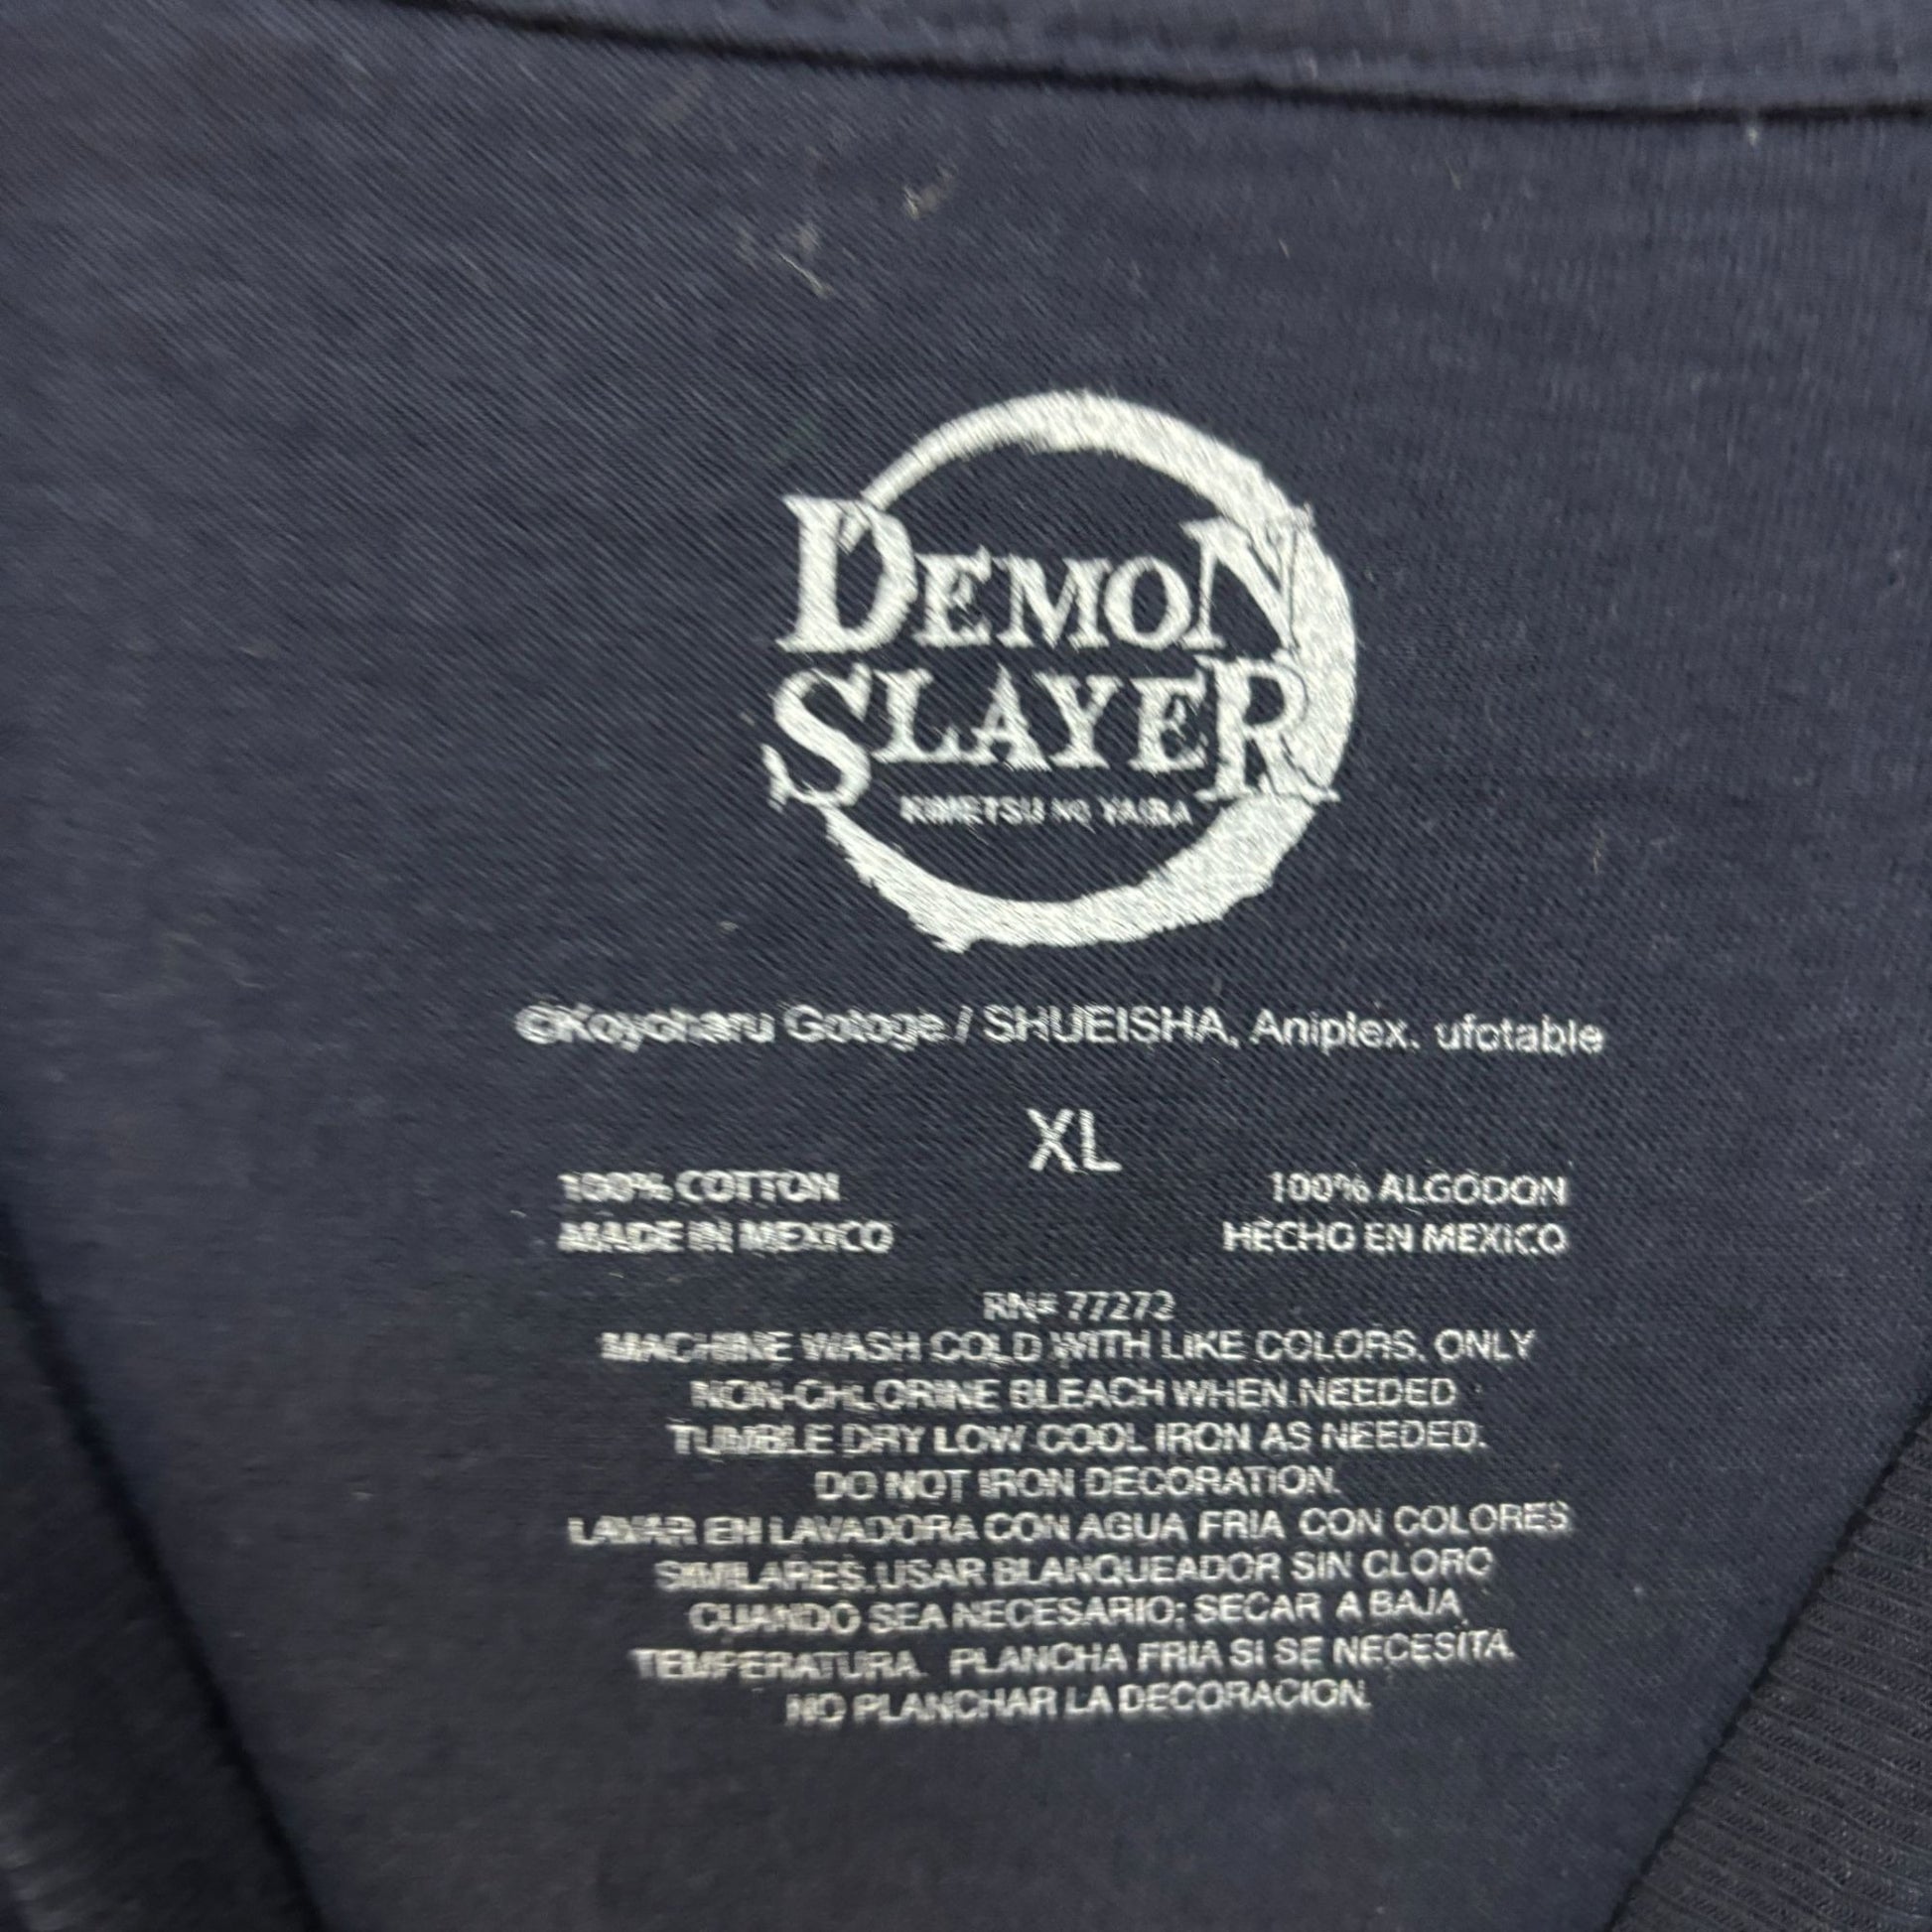 DEMON
SLAYER
KIMETSU NO YAIBA
©Koyoharu Gotoge / SHUEISHA, Aniplex, ufotable
XL
100% COTTON 100% ALGODON
MADE IN MEXICO HECHO EN MEXICO
RN# 77272
MACHINE WASH COLD WITH LIKE COLORS. ONLY
NON-CHLORINE BLEACH WHEN NEEDED
TUMBLE DRY LOW COOL IRON AS NEEDED.
DO NOT IRON DECORATION.
LAVAR EN LAVADORA CON AGUA FRIA CON COLORES
SIMILARES. USAR BLANQUEADOR SIN CLORO
CUANDO SEA NECESARIO; SECAR A BAJA
TEMPERATURA. PLANCHA FRIA SI SE NECESITA.
NO PLANCHAR LA DECORACION.